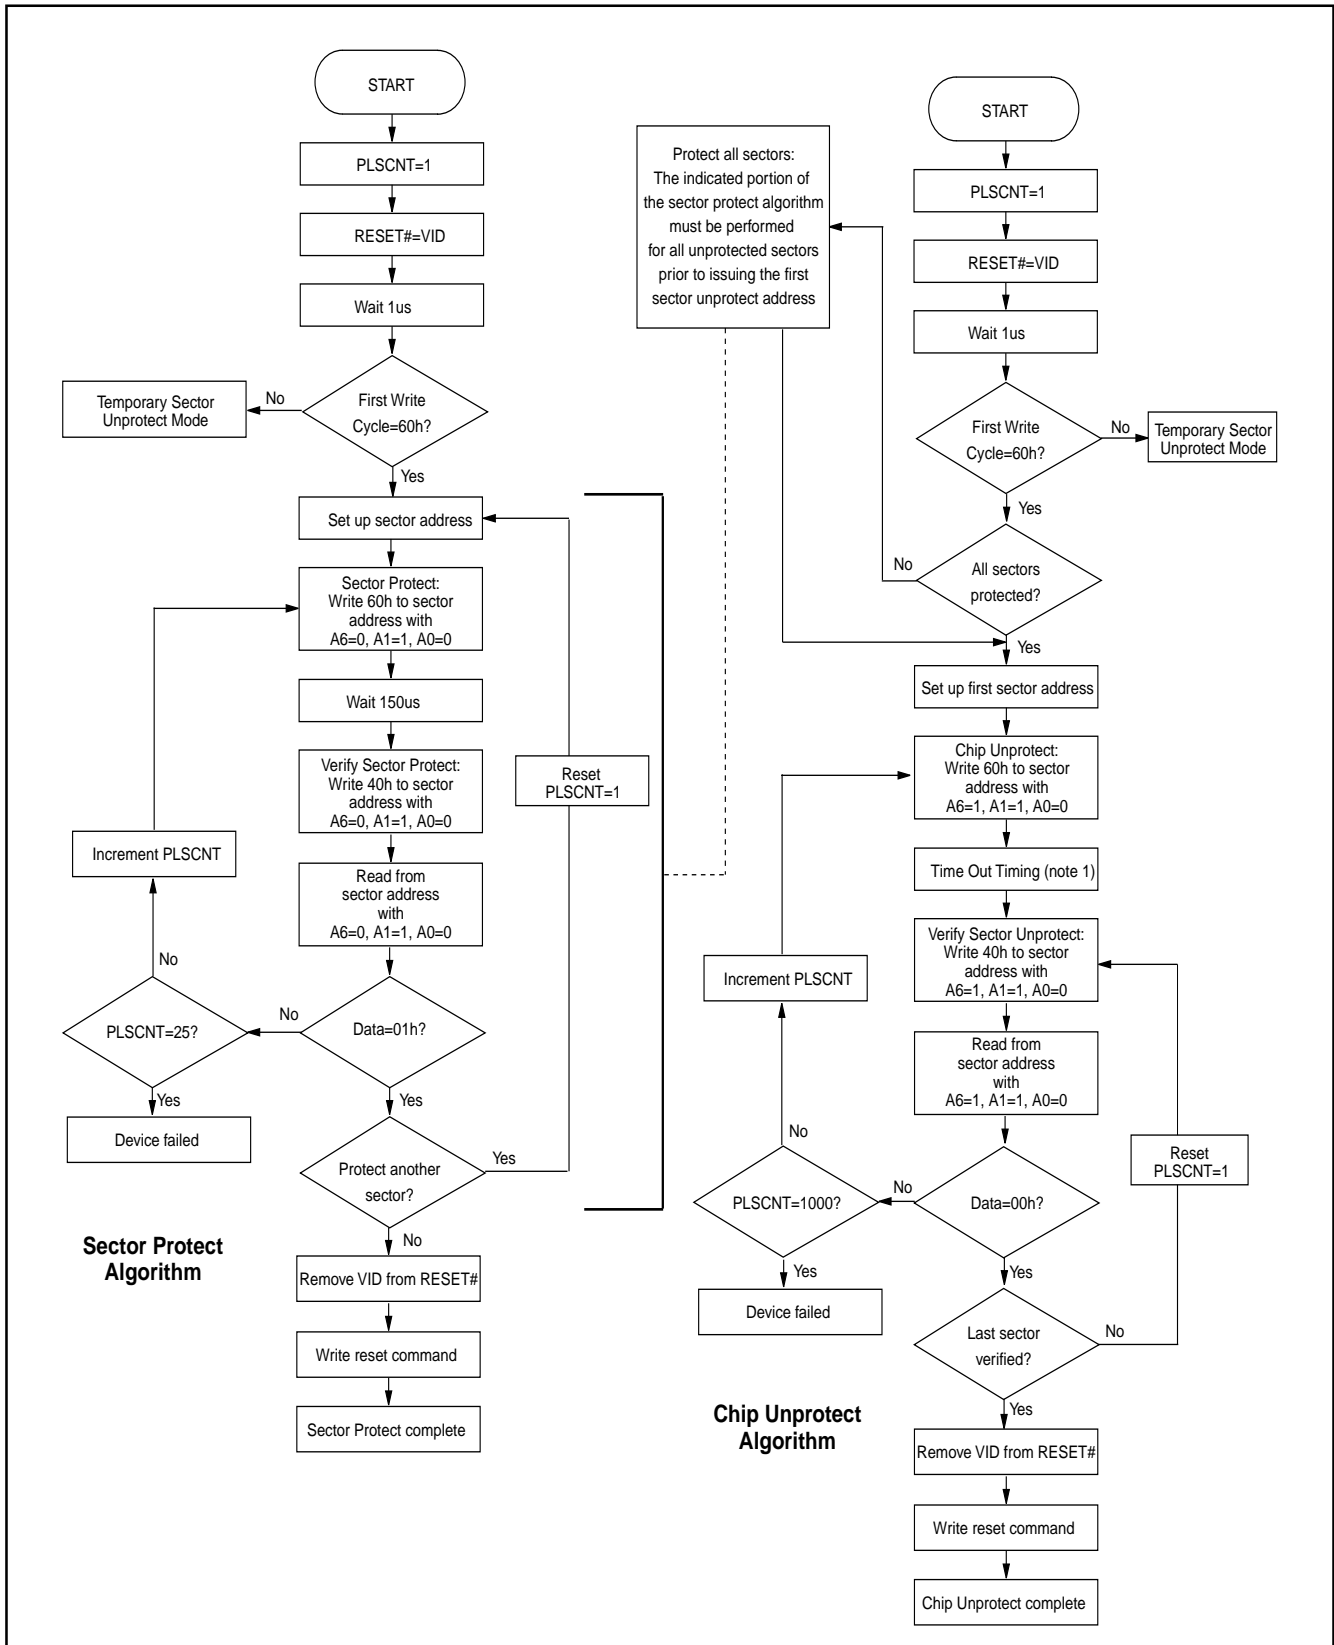 START
PLSCNT=1
RESET#=VID
Wait 1us
First Write
Cycle=60h?
No
Temporary Sector
Unprotect Mode
Yes
Set up sector address
Sector Protect:
Write 60h to sector
address with
A6=0, A1=1, A0=0
Wait 150us
Verify Sector Protect:
Write 40h to sector
address with
A6=0, A1=1, A0=0
Reset
PLSCNT=1
Increment PLSCNT
Read from
sector address
with
A6=0, A1=1, A0=0
No
PLSCNT=25?
No
Data=01h?
Yes
Device failed
Yes
Protect another
sector?
Yes
No
Sector Protect
Algorithm
Remove VID from RESET#
Write reset command
Sector Protect complete
Protect all sectors:
The indicated portion of
the sector protect algorithm
must be performed
for all unprotected sectors
prior to issuing the first
sector unprotect address
START
PLSCNT=1
RESET#=VID
Wait 1us
First Write
Cycle=60h?
No
Temporary Sector
Unprotect Mode
Yes
No
All sectors
protected?
Yes
Set up first sector address
Chip Unprotect:
Write 60h to sector
address with
A6=1, A1=1, A0=0
Time Out Timing (note 1)
Verify Sector Unprotect:
Write 40h to sector
address with
A6=1, A1=1, A0=0
Increment PLSCNT
Read from
sector address
with
A6=1, A1=1, A0=0
No
Reset
PLSCNT=1
PLSCNT=1000?
No
Data=00h?
Yes
Device failed
Yes
Last sector
verified?
No
Yes
Chip Unprotect
Algorithm
Remove VID from RESET#
Write reset command
Chip Unprotect complete